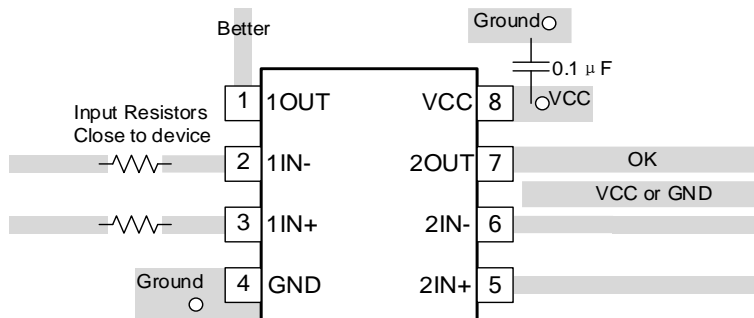 Better
Ground
0.1 μF
1 1OUT VCC 8 VCC
Input Resistors
Close to device
2 1IN- 2OUT 7 OK
VCC or GND
3 1IN+ 2IN- 6
Ground
4 GND 2IN+ 5